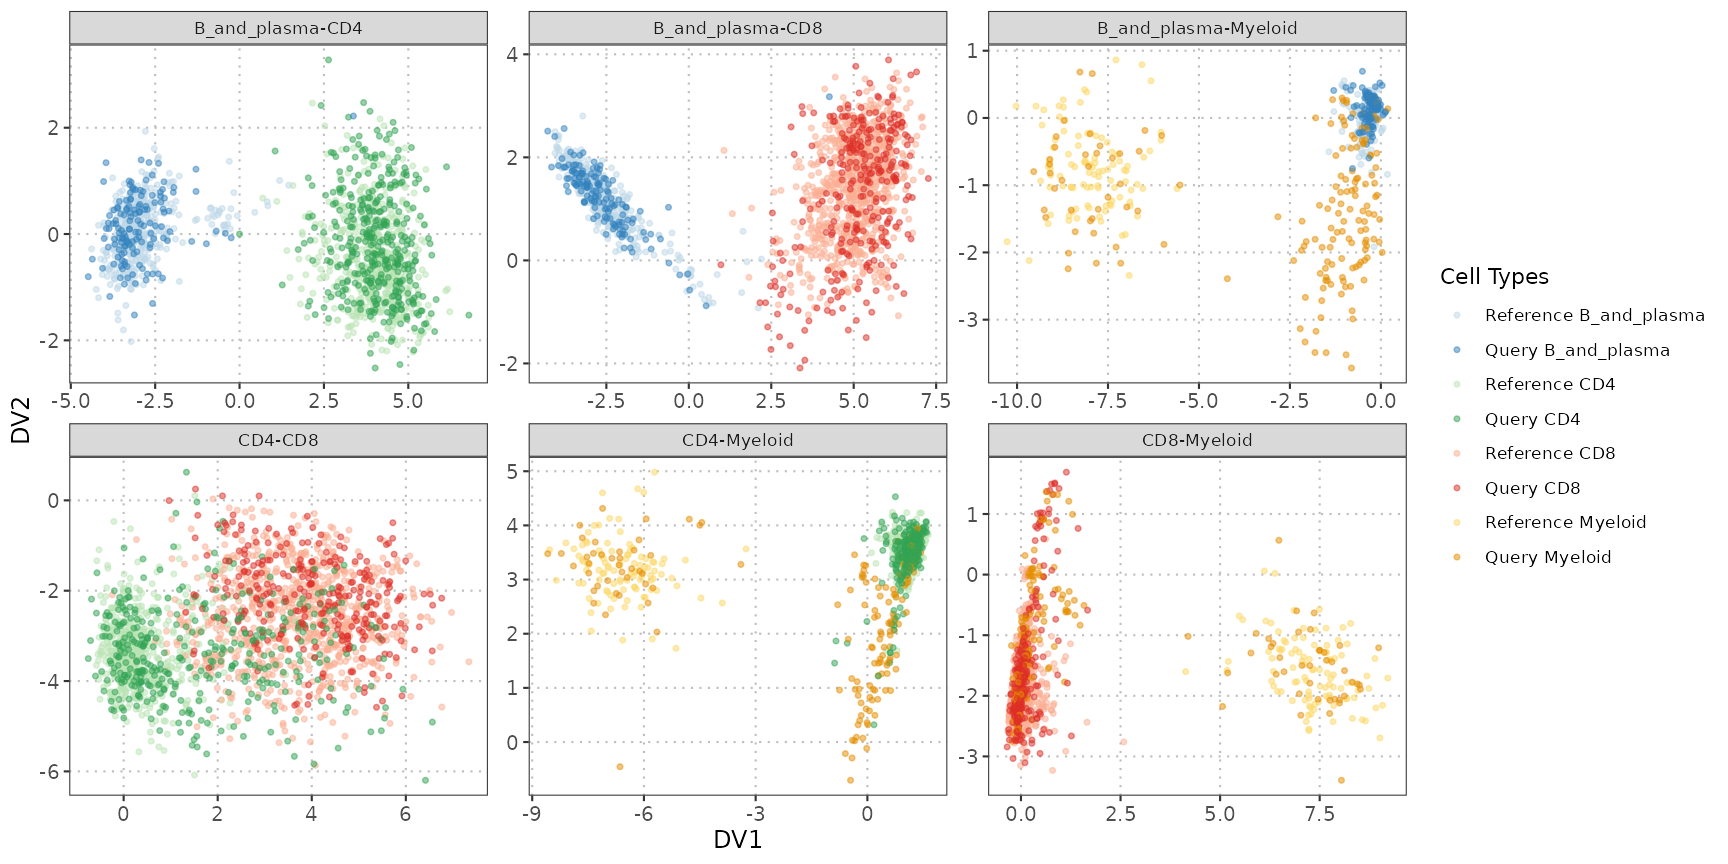 B_and_plasma-CD4
B_and_plasma-CD8
B_and_plasma-Myeloid
2
0
-2
-5.0 -2.5 0.0 2.5 5.0
4
2
0
-2
-2.5 0.0 2.5 5.0 7.5
1
0
-1
-2
-3
-10.0 -7.5 -5.0 -2.5 0.0
DV2
CD4-CD8
CD4-Myeloid
CD8-Myeloid
0
-2
-4
-6
0 2 4 6
5
4
3
2
1
0
-9 -6 -3 0
1
0
-1
-2
-3
0.0 2.5 5.0 7.5
DV1
Cell Types
Reference B_and_plasma
Query B_and_plasma
Reference CD4
Query CD4
Reference CD8
Query CD8
Reference Myeloid
Query Myeloid